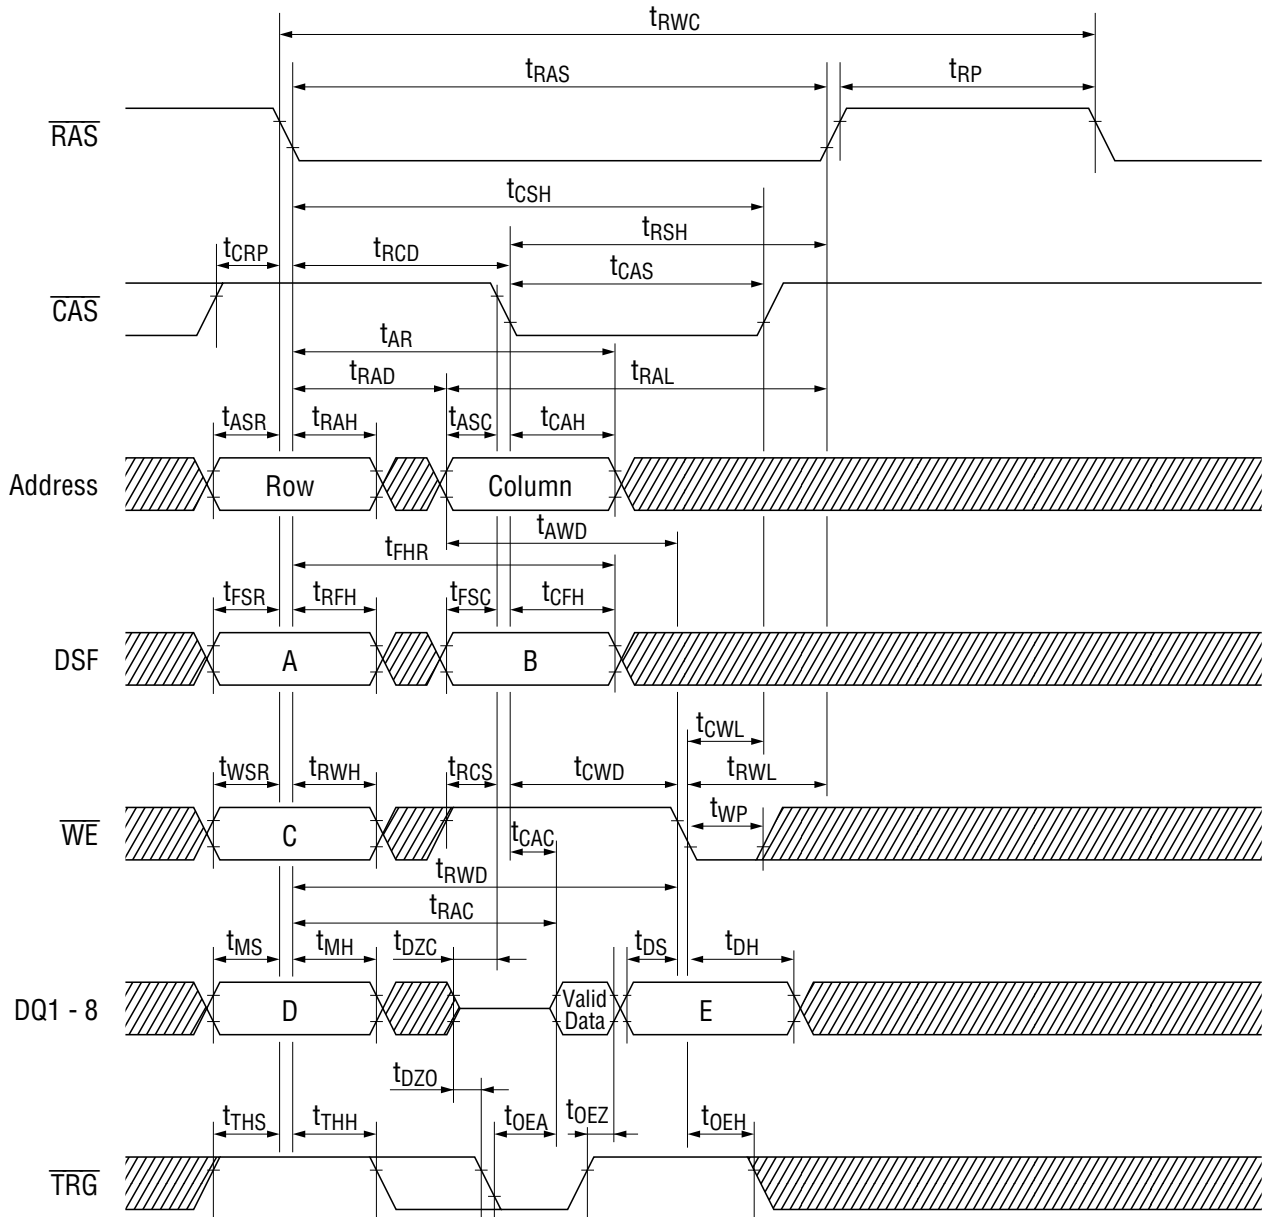 tRWC
tRAS tRP
RAS
tCSH
tRSH
tCRP tRCD
tCAS
CAS
tAR
tRAD tRAL
tASR tRAH tASC tCAH
Address Row Column
tAWD
tFHR
tFSR tRFH tFSC tCFH
DSF A B
tCWL
tWSR tRWH tRCS tCWD tRWL
tWP
WE C
tCAC
tRWD
tRAC
tMS tMH tDZC tDS tDH
DQ1 - 8 D Valid Data E
tDZO
tTHS tTHH tOEA tOEZ tOEH
TRG